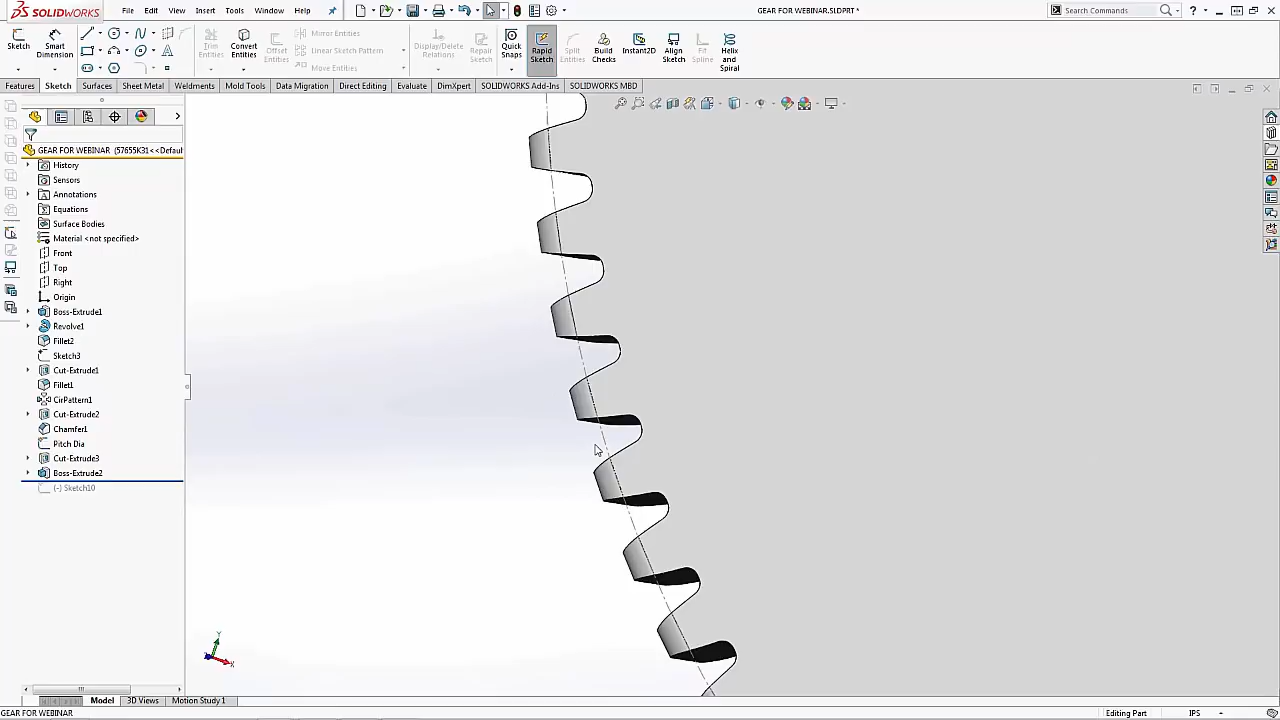 SOLIDWORKS File Edit View Insert Tools Window Help GEAR FOR WEBINAR.SLDPRT * Search Commands
Sketch Smart Dimension Trim Entities Convert Entities Offset Entities Mirror Entities Linear Sketch Pattern Move Entities Display/Delete Relations Repair Sketch Quick Snaps Rapid Sketch Split Entities Build Checks Instant2D Align Sketch Fit Spline Helix and Spiral
Features Sketch Surfaces Sheet Metal Weldments Mold Tools Data Migration Direct Editing Evaluate DimXpert SOLIDWORKS Add-Ins SOLIDWORKS MBD
GEAR FOR WEBINAR (57655K31<<Defaul
History
Sensors
Annotations
Equations
Surface Bodies
Material <not specified>
Front
Top
Right
Origin
Boss-Extrude1
Revolve1
Fillet2
Sketch3
Cut-Extrude1
Fillet1
CirPattern1
Cut-Extrude2
Chamfer1
Pitch Dia
Cut-Extrude3
Boss-Extrude2
(-) Sketch10
Y
X
Model 3D Views Motion Study 1
GEAR FOR WEBINAR Editing Part IPS